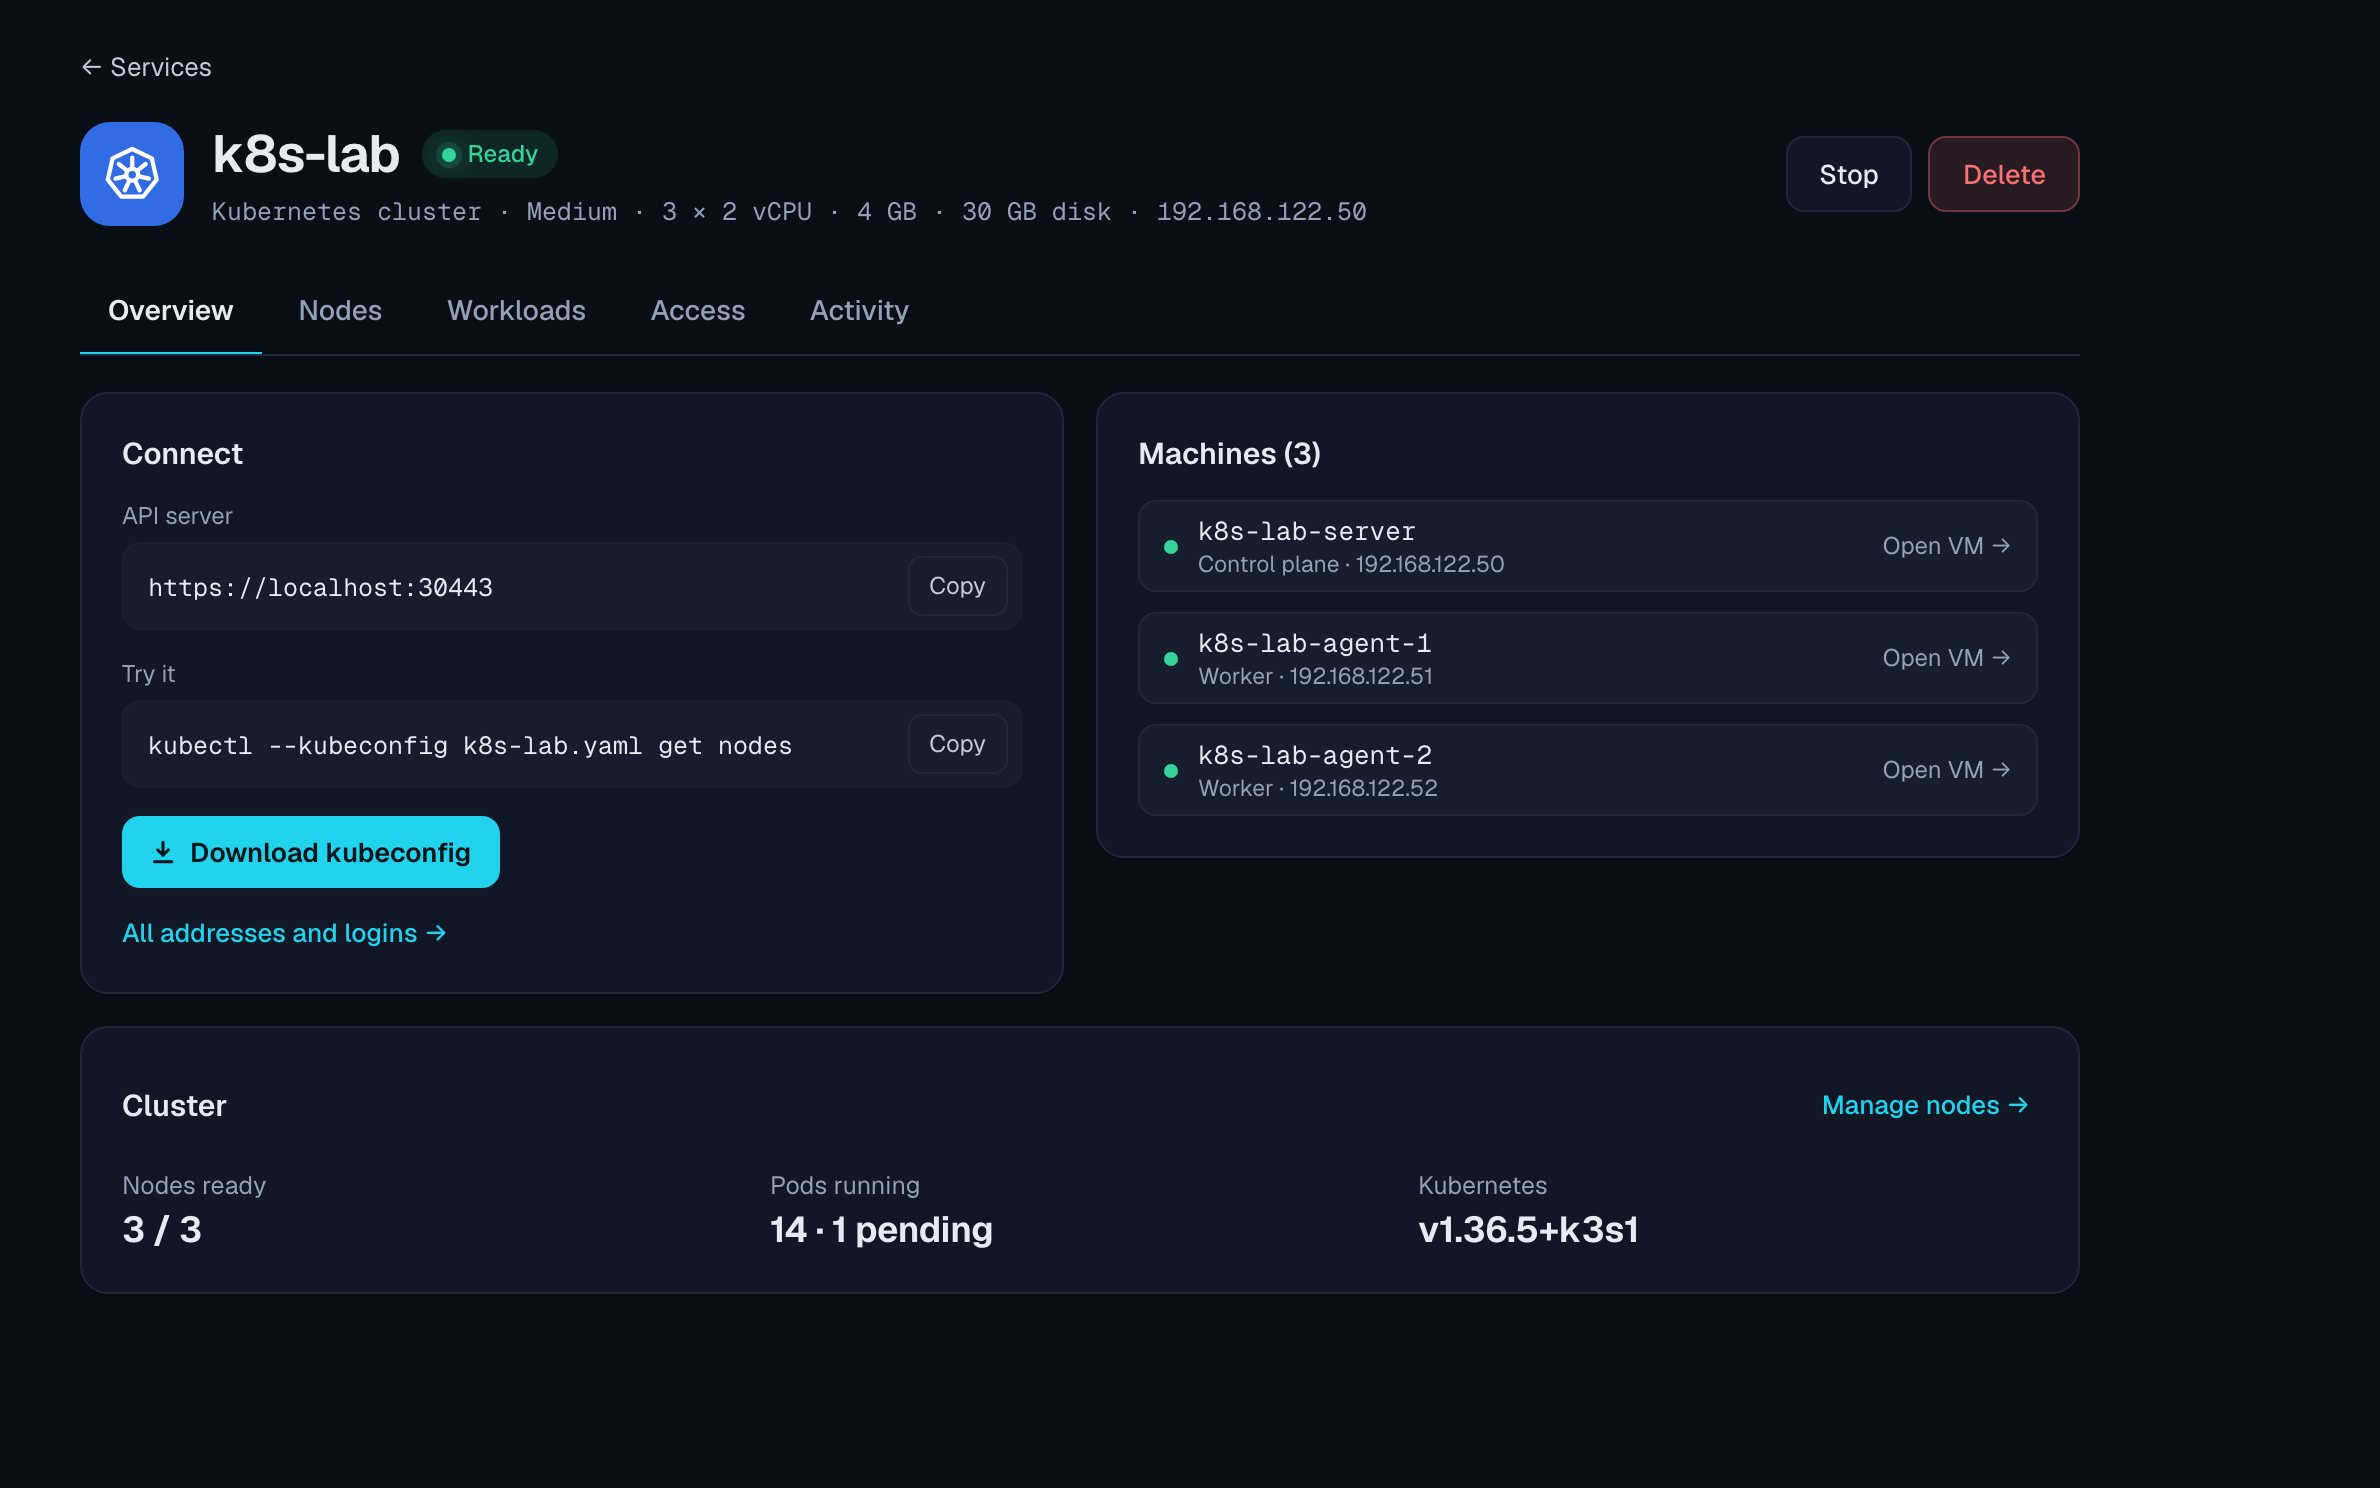 ← Services
k8s-lab
Ready
Kubernetes cluster · Medium · 3 × 2 vCPU · 4 GB · 30 GB disk · 192.168.122.50
Stop
Delete
Overview
Nodes
Workloads
Access
Activity
Connect
API server
https://localhost:30443
Copy
Try it
kubectl --kubeconfig k8s-lab.yaml get nodes
Copy
Download kubeconfig
All addresses and logins →
Machines (3)
k8s-lab-server
Control plane · 192.168.122.50
Open VM →
k8s-lab-agent-1
Worker · 192.168.122.51
Open VM →
k8s-lab-agent-2
Worker · 192.168.122.52
Open VM →
Cluster
Manage nodes →
Nodes ready
3 / 3
Pods running
14 · 1 pending
Kubernetes
v1.36.5+k3s1